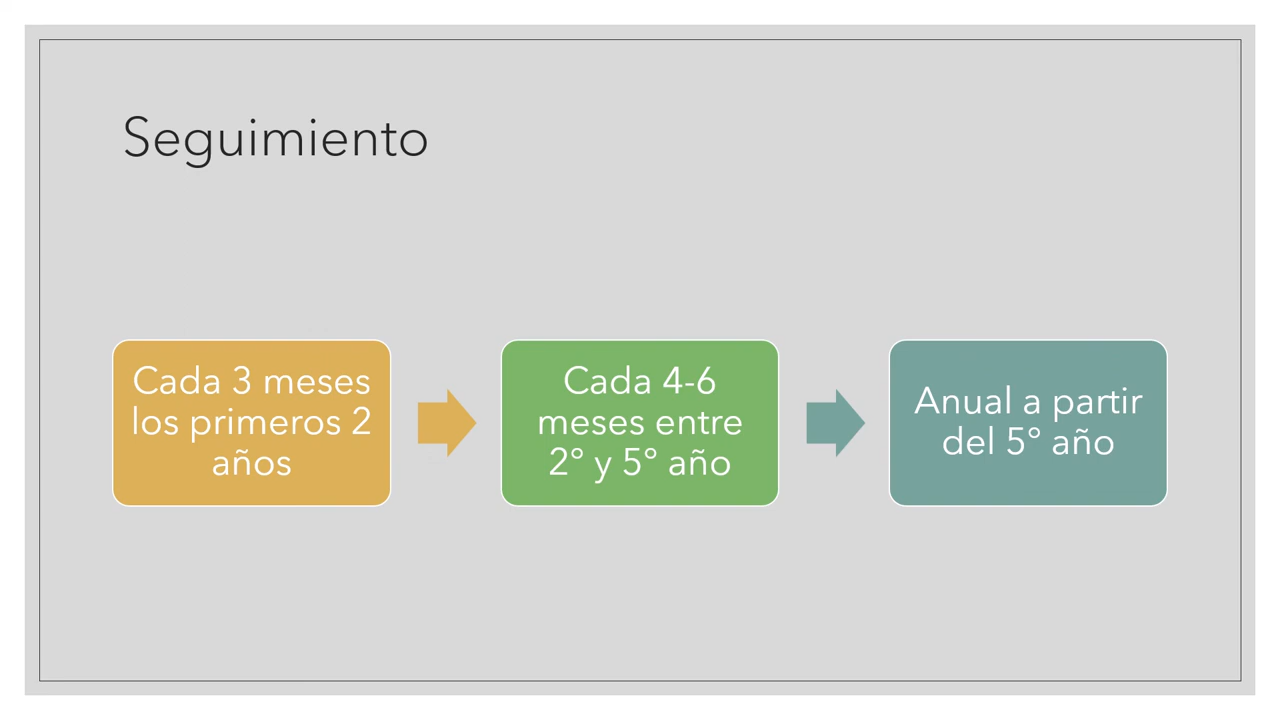 Seguimiento
Cada 3 meses
los primeros 2
años
Cada 4-6
meses entre
2° y 5° año
Anual a partir
del 5° año